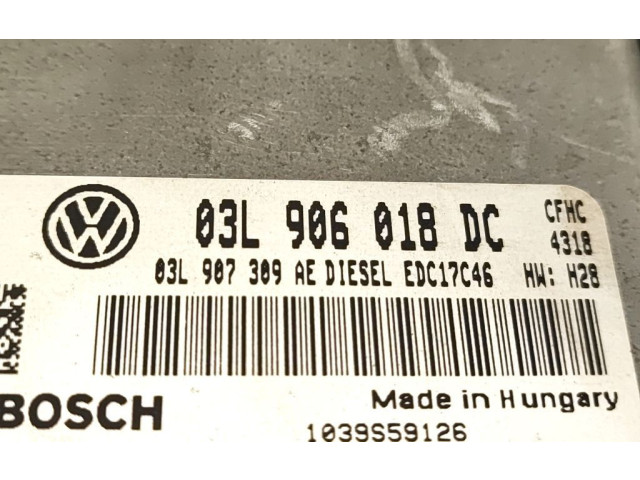 03L 906 018 DC CFHC
4318
03L 907 309 AE DIESEL EDC17C46 HW: H28
BOSCH Made in Hungary
1039S59126